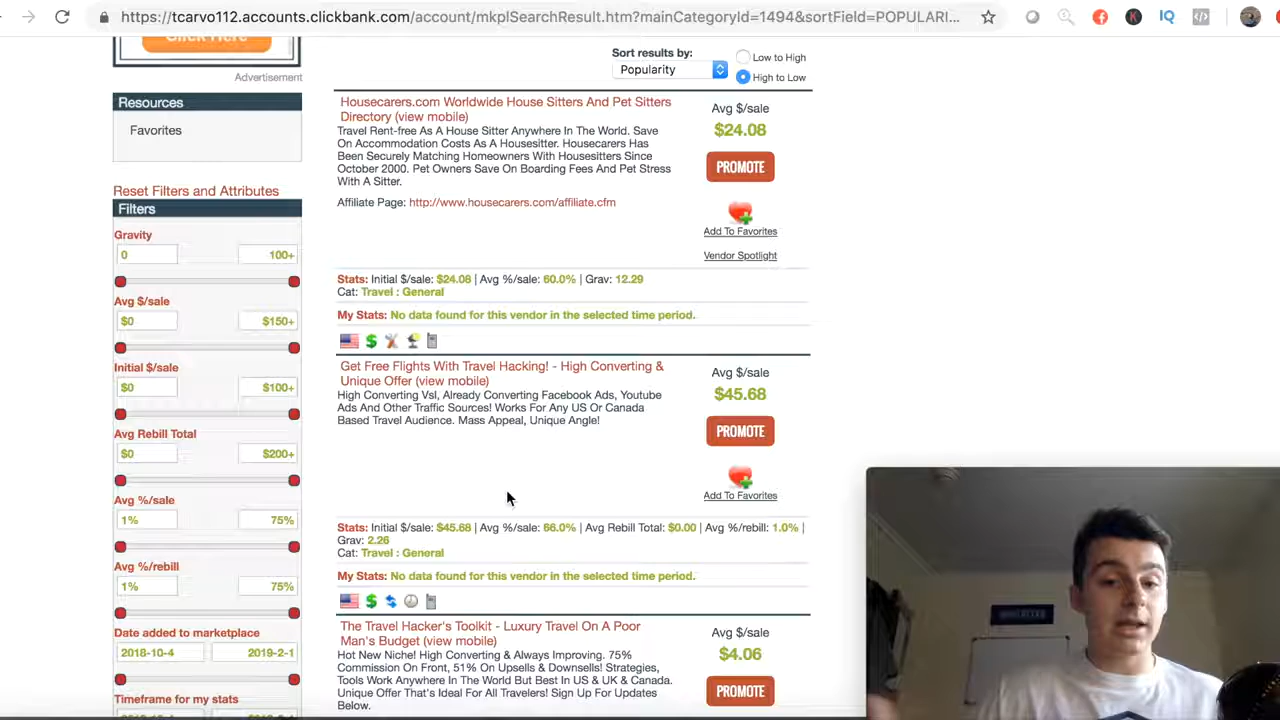 https://tcarvo112.accounts.clickbank.com/account/mkplSearchResult.htm?mainCategoryId=1494&sortField=POPULARI...
Click Here
Advertisement
Resources
Favorites
Reset Filters and Attributes
Filters
Gravity
0 100+
Avg $/sale
$0 $150+
Initial $/sale
$0 $100+
Avg Rebill Total
$0 $200+
Avg %/sale
1% 75%
Avg %/rebill
1% 75%
Date added to marketplace
2018-10-4 2019-2-1
Timeframe for my stats
Sort results by:
Popularity
Low to High
High to Low
Housecarers.com Worldwide House Sitters And Pet Sitters
Directory (view mobile)
Travel Rent-free As A House Sitter Anywhere In The World. Save
On Accommodation Costs As A Housesitter. Housecarers Has
Been Securely Matching Homeowners With Housesitters Since
October 2000. Pet Owners Save On Boarding Fees And Pet Stress
With A Sitter.
Affiliate Page: http://www.housecarers.com/affiliate.cfm
Avg $/sale
$24.08
PROMOTE
Add To Favorites
Vendor Spotlight
Stats: Initial $/sale: $24.08 | Avg %/sale: 60.0% | Grav: 12.29
Cat: Travel : General
My Stats: No data found for this vendor in the selected time period.
Get Free Flights With Travel Hacking! - High Converting &
Unique Offer (view mobile)
High Converting Vsl, Already Converting Facebook Ads, Youtube
Ads And Other Traffic Sources! Works For Any US Or Canada
Based Travel Audience. Mass Appeal, Unique Angle!
Avg $/sale
$45.68
PROMOTE
Add To Favorites
Stats: Initial $/sale: $45.68 | Avg %/sale: 66.0% | Avg Rebill Total: $0.00 | Avg %/rebill: 1.0% |
Grav: 2.26
Cat: Travel : General
My Stats: No data found for this vendor in the selected time period.
The Travel Hacker's Toolkit - Luxury Travel On A Poor
Man's Budget (view mobile)
Hot New Niche! High Converting & Always Improving. 75%
Commission On Front, 51% On Upsells & Downsells! Strategies,
Tools Work Anywhere In The World But Best In US & UK & Canada.
Unique Offer That's Ideal For All Travelers! Sign Up For Updates
Below.
Avg $/sale
$4.06
PROMOTE